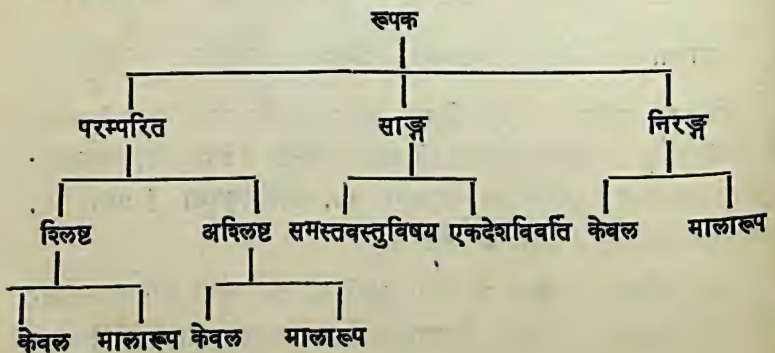 रूपक
परम्परित साङ्ग निरङ्ग
श्लिष्ट अश्लिष्ट समस्तवस्तुविषय एकदेशविवर्ति केवल मालारूप
केवल मालारूप केवल मालारूप